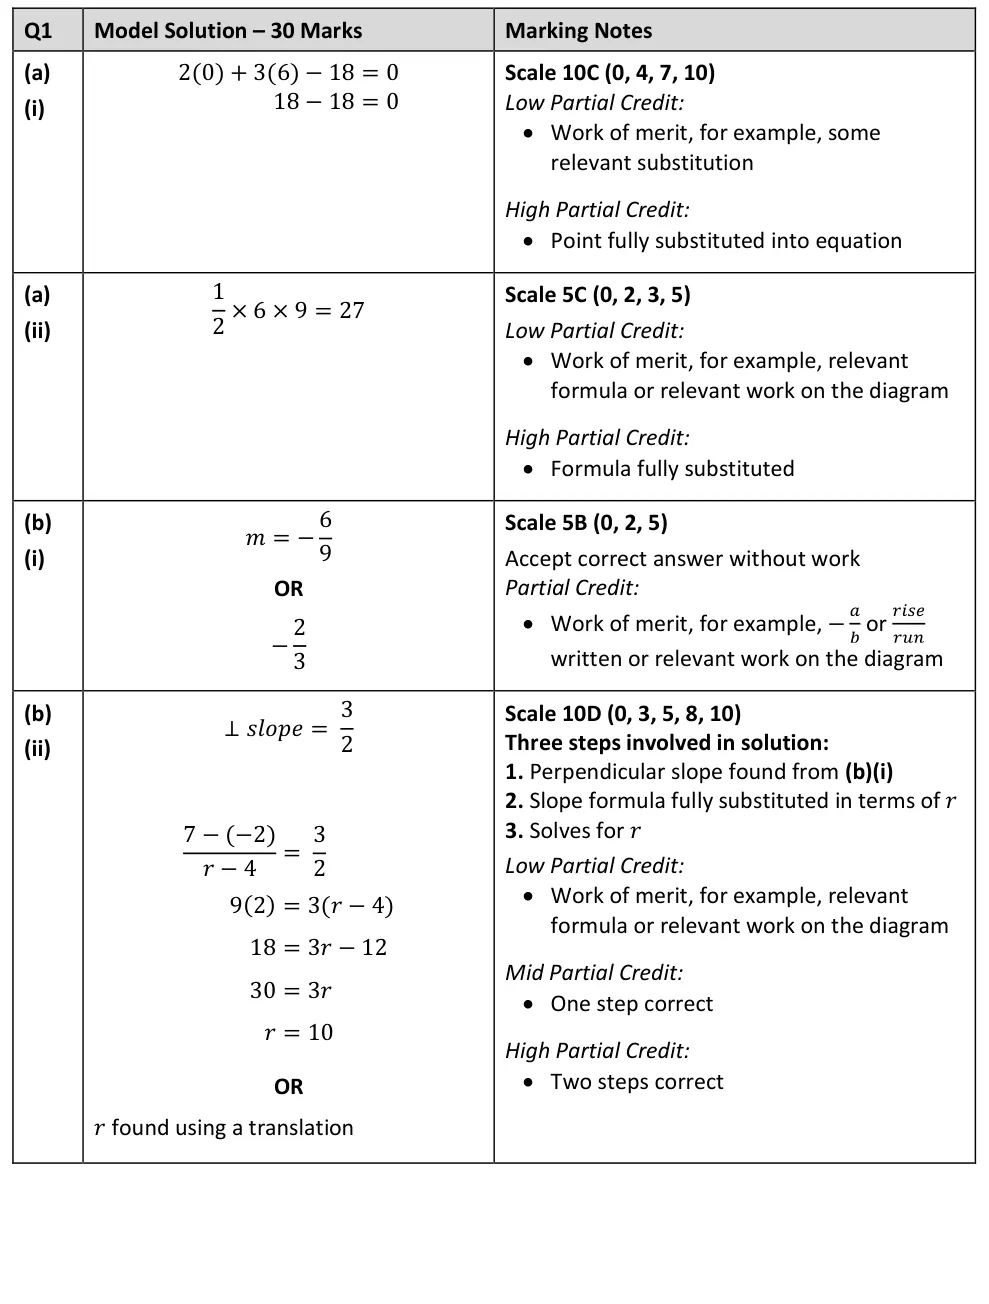 Q1 Model Solution – 30 Marks Marking Notes
(a)
(i)
2(0) + 3(6) − 18 = 0
18 − 18 = 0
Scale 10C (0, 4, 7, 10)
Low Partial Credit:
• Work of merit, for example, some
relevant substitution
High Partial Credit:
• Point fully substituted into equation
(a)
(ii)
1/2 × 6 × 9 = 27
Scale 5C (0, 2, 3, 5)
Low Partial Credit:
• Work of merit, for example, relevant
formula or relevant work on the diagram
High Partial Credit:
• Formula fully substituted
(b)
(i)
m = −6/9
OR
−2/3
Scale 5B (0, 2, 5)
Accept correct answer without work
Partial Credit:
• Work of merit, for example, −a/b or rise/run
written or relevant work on the diagram
(b)
(ii)
⊥ slope = 3/2
(7 − (−2))/(r − 4) = 3/2
9(2) = 3(r − 4)
18 = 3r − 12
30 = 3r
r = 10
OR
r found using a translation
Scale 10D (0, 3, 5, 8, 10)
Three steps involved in solution:
1. Perpendicular slope found from (b)(i)
2. Slope formula fully substituted in terms of r
3. Solves for r
Low Partial Credit:
• Work of merit, for example, relevant
formula or relevant work on the diagram
Mid Partial Credit:
• One step correct
High Partial Credit:
• Two steps correct